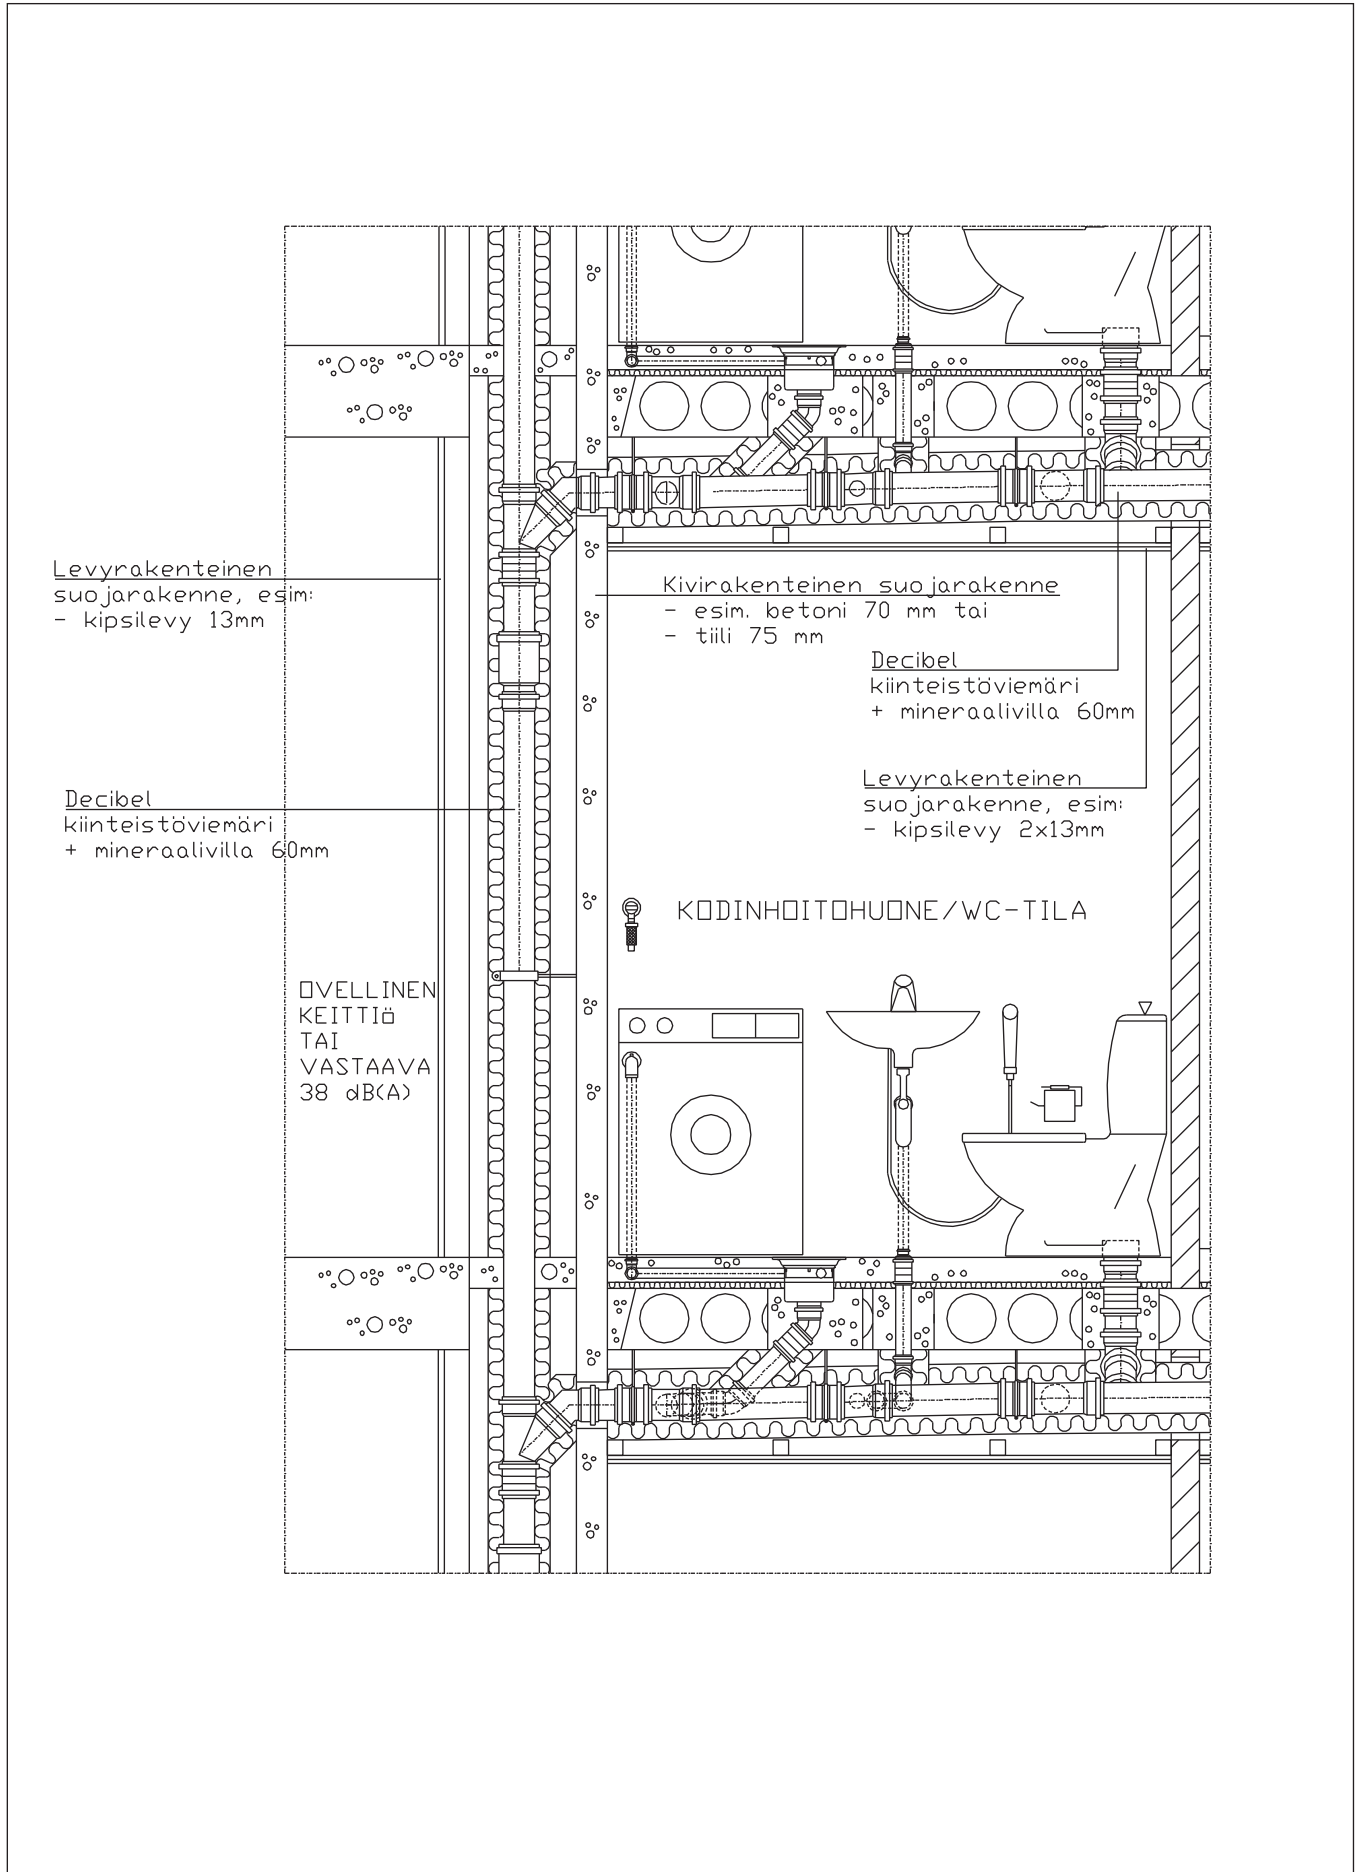 Levyrakenteinen
suojarakenne, esim:
- kipsilevy 13mm
Kivirakenteinen suojarakenne
- esim. betoni 70 mm tai
- tiili 75 mm
Decibel
kiinteistöviemäri
+ mineraalivilla 60mm
Levyrakenteinen
suojarakenne, esim:
- kipsilevy 2x13mm
Decibel
kiinteistöviemäri
+ mineraalivilla 60mm
KODINHOITOHUONE/WC-TILA
OVELLINEN
KEITTIö
TAI
VASTAAVA
38 dB(A)